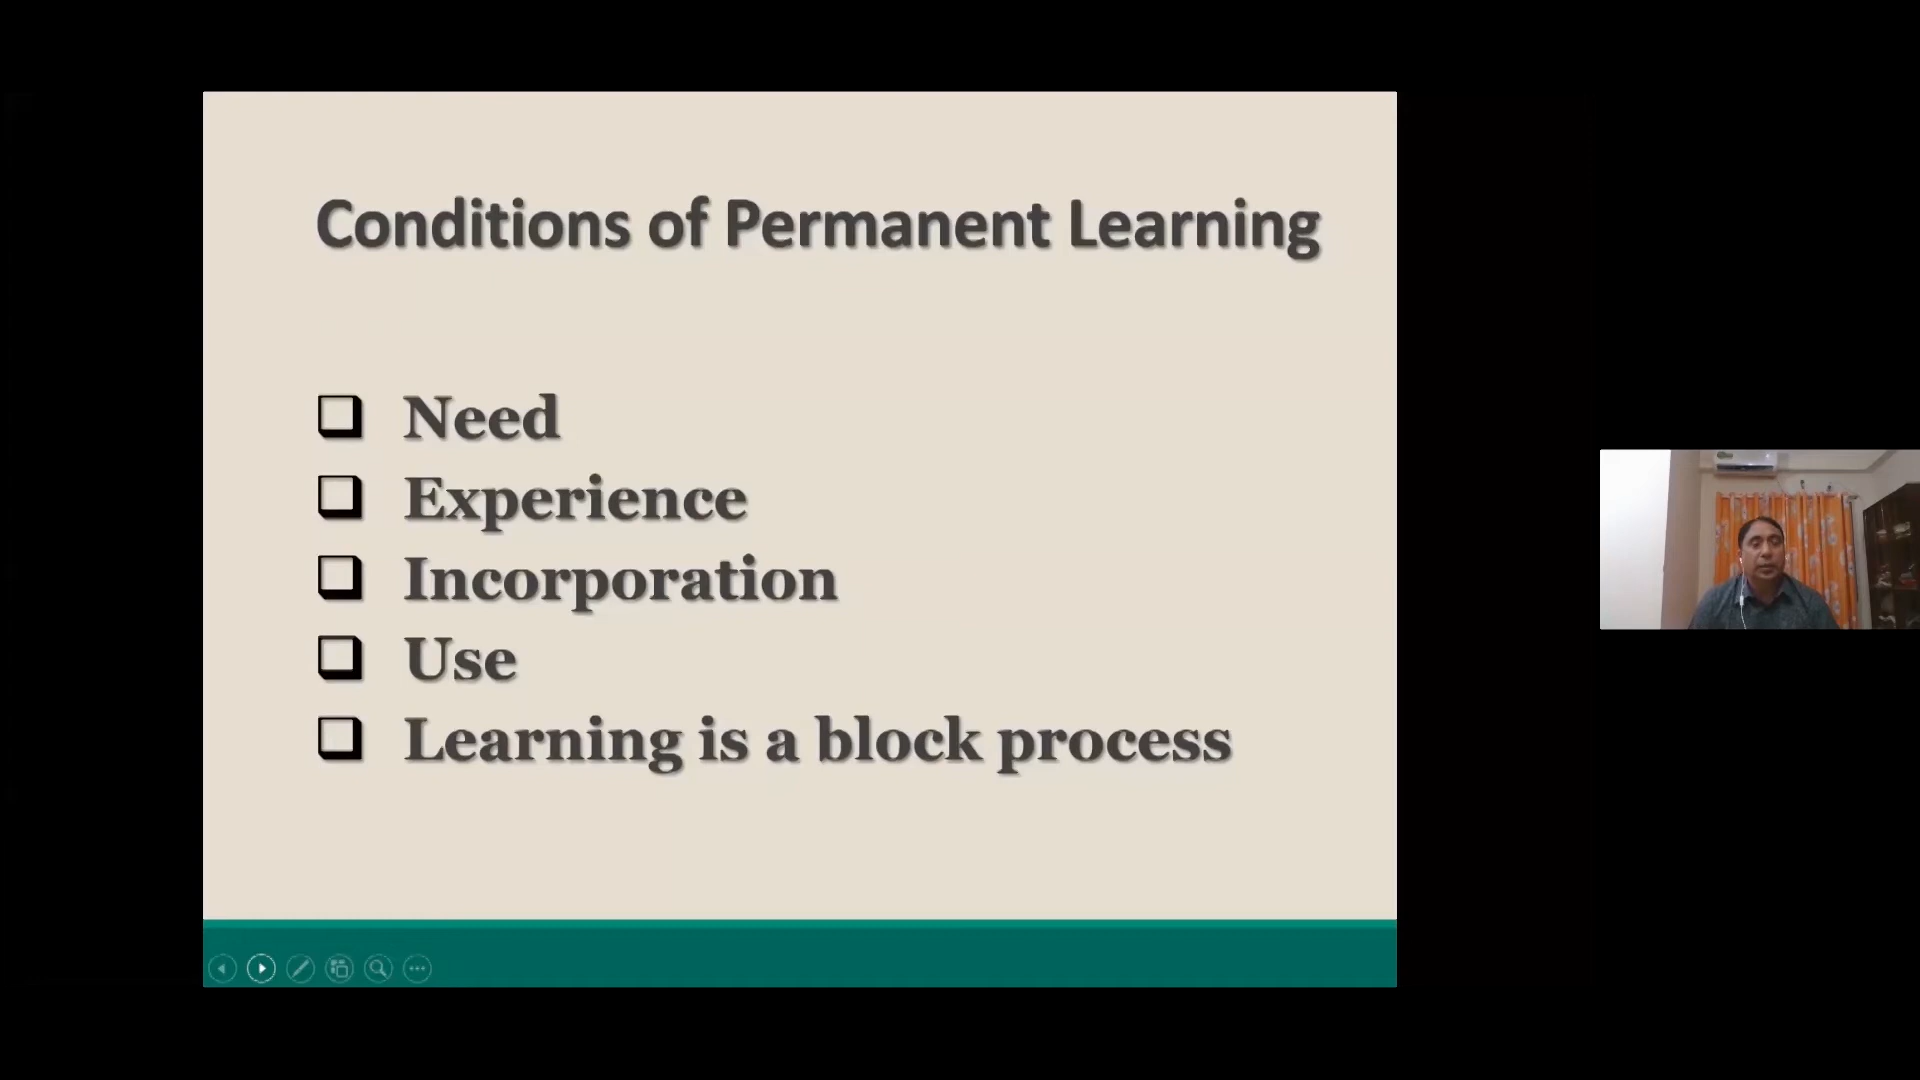 Conditions of Permanent Learning
Need
Experience
Incorporation
Use
Learning is a block process